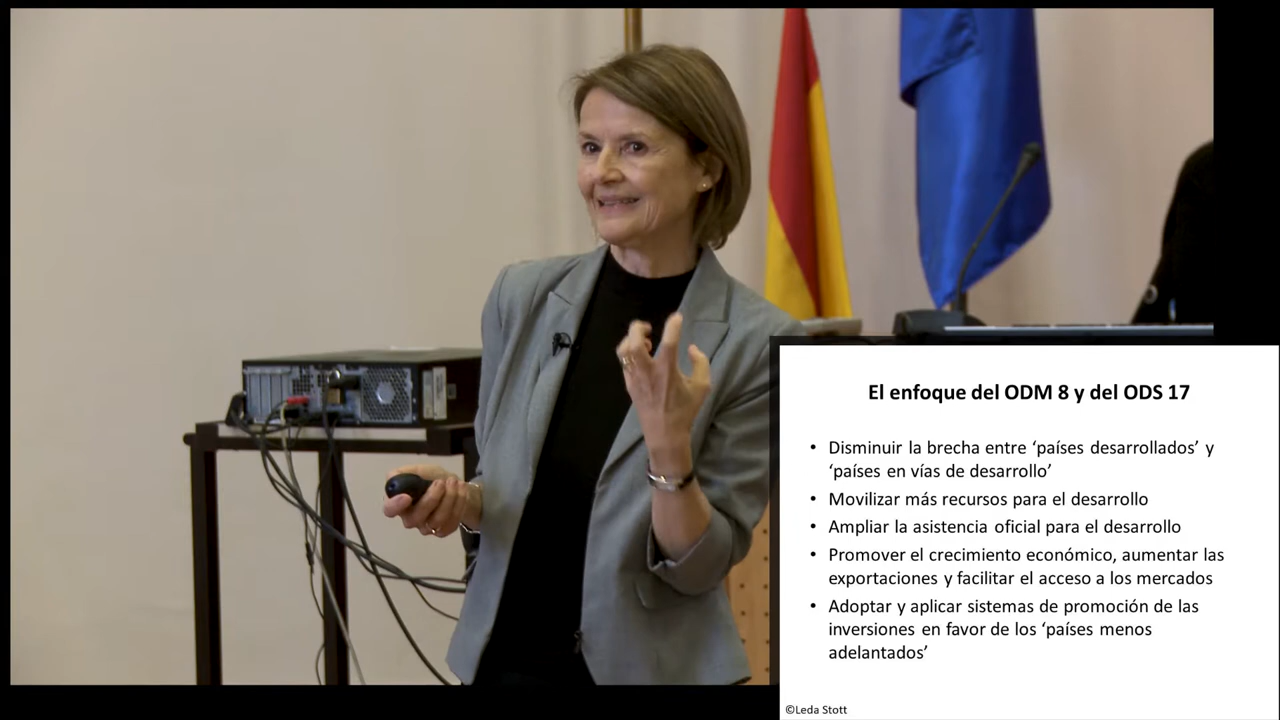 El enfoque del ODM 8 y del ODS 17
• Disminuir la brecha entre ‘países desarrollados’ y
‘países en vías de desarrollo’
• Movilizar más recursos para el desarrollo
• Ampliar la asistencia oficial para el desarrollo
• Promover el crecimiento económico, aumentar las
exportaciones y facilitar el acceso a los mercados
• Adoptar y aplicar sistemas de promoción de las
inversiones en favor de los ‘países menos
adelantados’
©Leda Stott